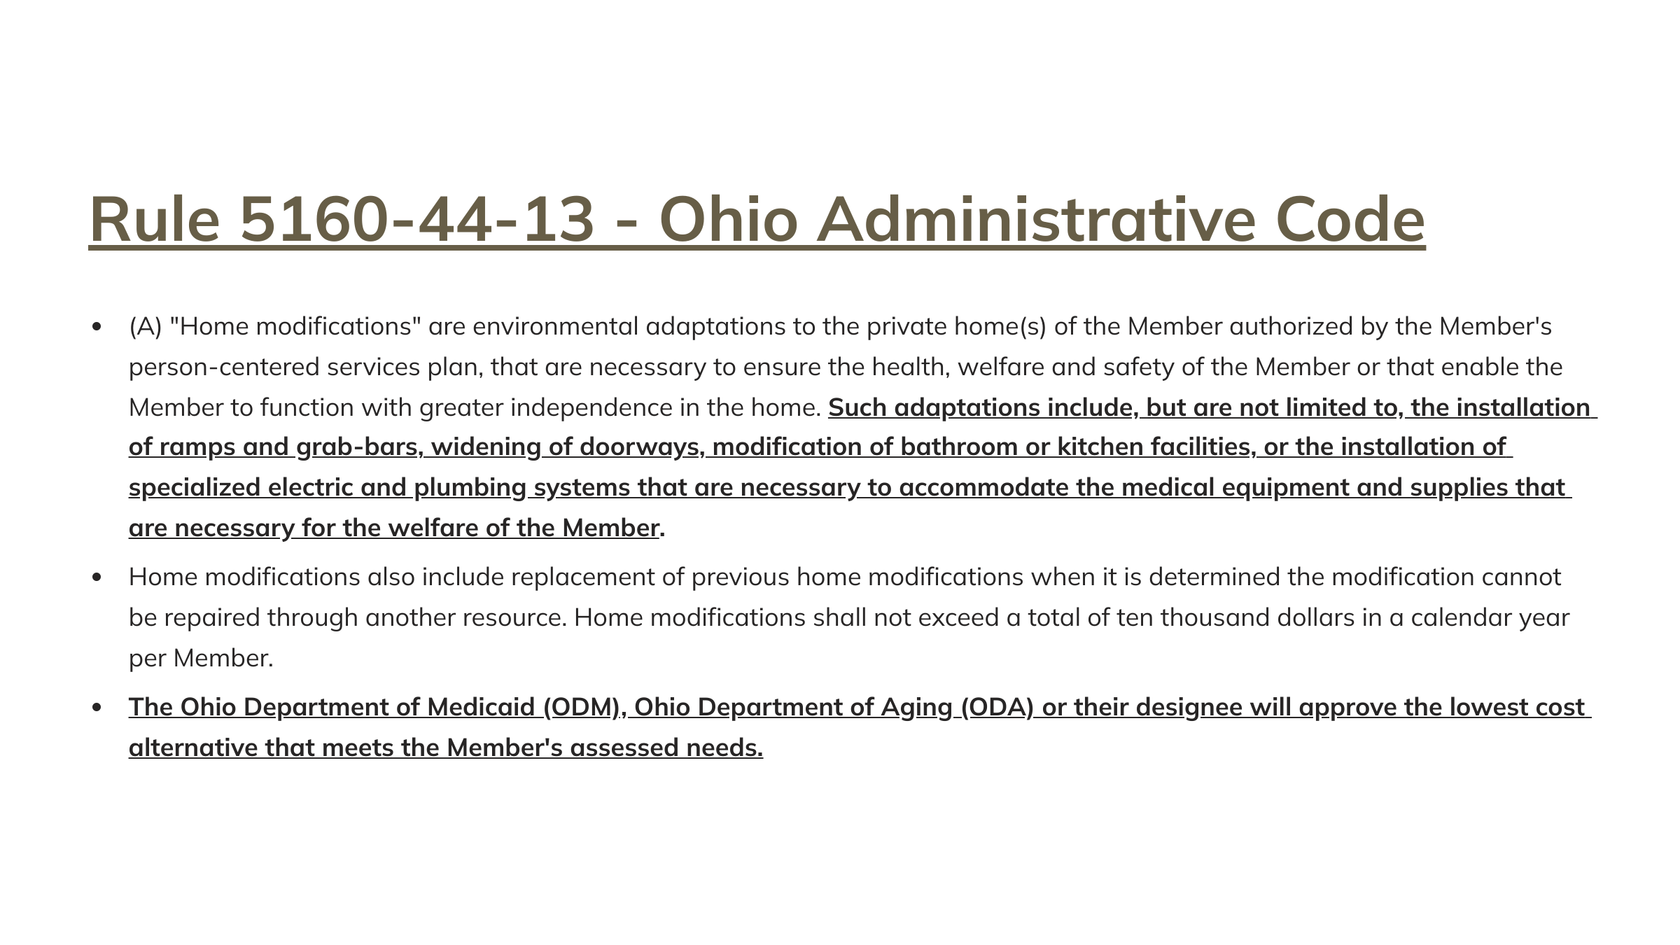 Rule 5160-44-13 - Ohio Administrative Code
• (A) "Home modifications" are environmental adaptations to the private home(s) of the Member authorized by the Member's
person-centered services plan, that are necessary to ensure the health, welfare and safety of the Member or that enable the
Member to function with greater independence in the home. Such adaptations include, but are not limited to, the installation
of ramps and grab-bars, widening of doorways, modification of bathroom or kitchen facilities, or the installation of
specialized electric and plumbing systems that are necessary to accommodate the medical equipment and supplies that
are necessary for the welfare of the Member.
• Home modifications also include replacement of previous home modifications when it is determined the modification cannot
be repaired through another resource. Home modifications shall not exceed a total of ten thousand dollars in a calendar year
per Member.
• The Ohio Department of Medicaid (ODM), Ohio Department of Aging (ODA) or their designee will approve the lowest cost
alternative that meets the Member's assessed needs.